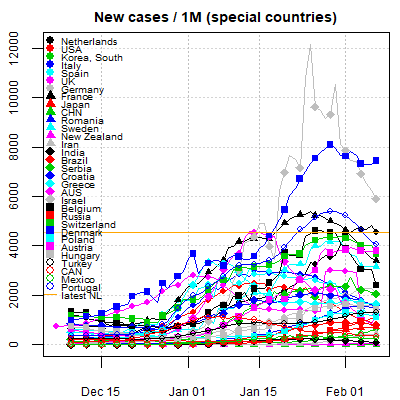 New cases / 1M (special countries)
12000
10000
8000
6000
4000
2000
0
Netherlands
USA
Korea, South
Italy
Spain
UK
Germany
France
Japan
CHN
Romania
Sweden
New Zealand
Iran
India
Brazil
Serbia
Croatia
Greece
AUS
Israel
Belgium
Russia
Switzerland
Denmark
Poland
Austria
Hungary
Turkey
CAN
Mexico
Portugal
latest NL
Dec 15
Jan 01
Jan 15
Feb 01